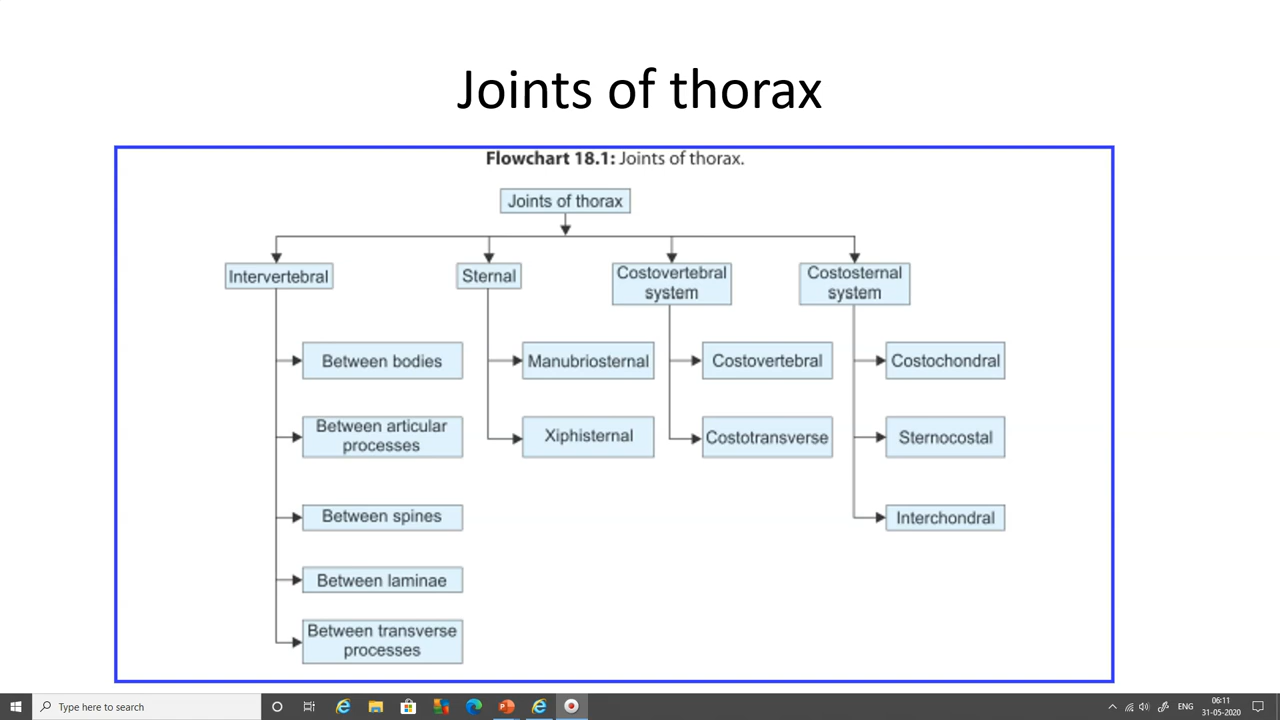 Joints of thorax
Flowchart 18.1: Joints of thorax.
Joints of thorax
Intervertebral
Sternal
Costovertebral
system
Costosternal
system
Between bodies
Manubriosternal
Costovertebral
Costochondral
Between articular
processes
Xiphisternal
Costotransverse
Sternocostal
Between spines
Interchondral
Between laminae
Between transverse
processes
Type here to search
ENG
06:11
31-05-2020